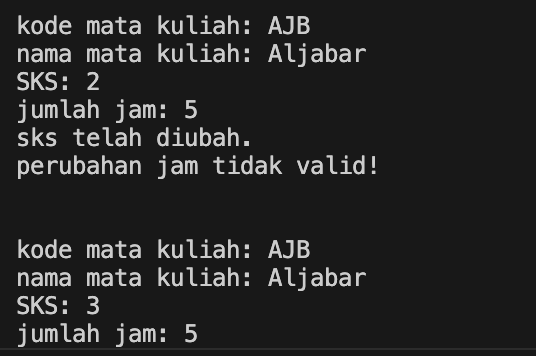 kode mata kuliah: AJB
nama mata kuliah: Aljabar
SKS: 2
jumlah jam: 5
sks telah diubah.
perubahan jam tidak valid!
kode mata kuliah: AJB
nama mata kuliah: Aljabar
SKS: 3
jumlah jam: 5